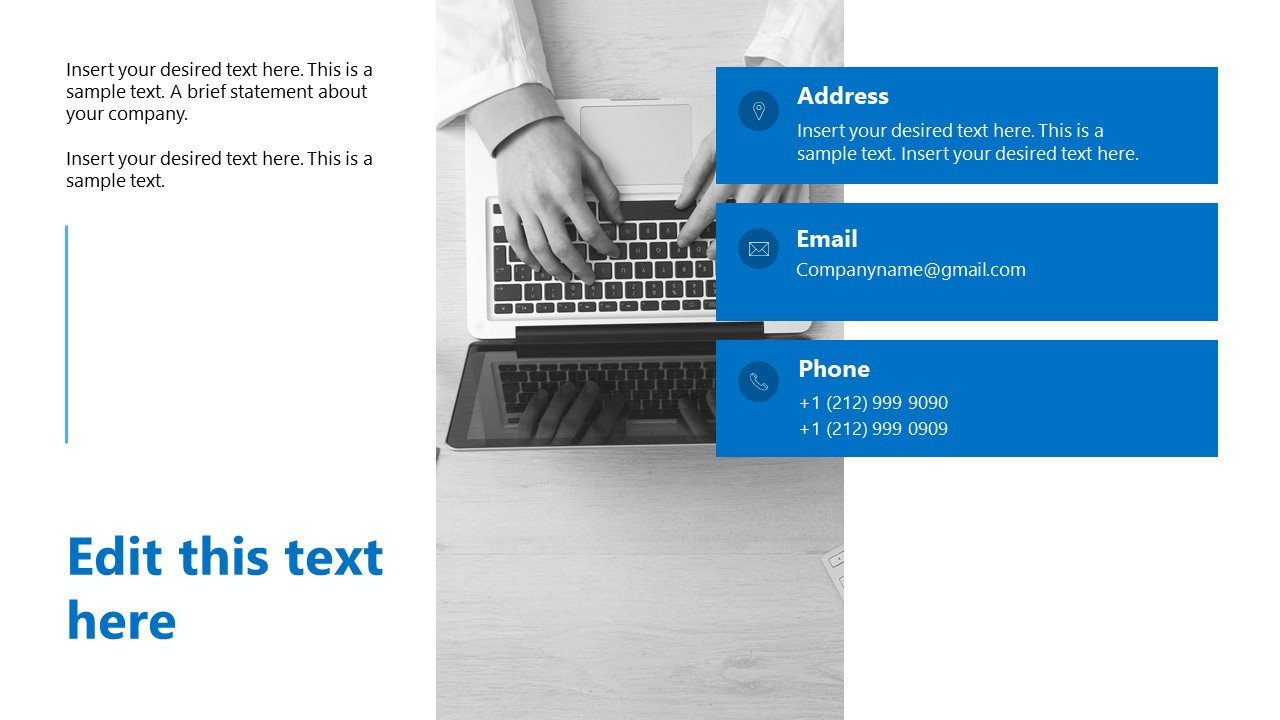 Insert your desired text here. This is a
sample text. A brief statement about
your company.
Insert your desired text here. This is a
sample text.
Edit this text
here
Address
Insert your desired text here. This is a
sample text. Insert your desired text here.
Email
Companyname@gmail.com
Phone
+1 (212) 999 9090
+1 (212) 999 0909